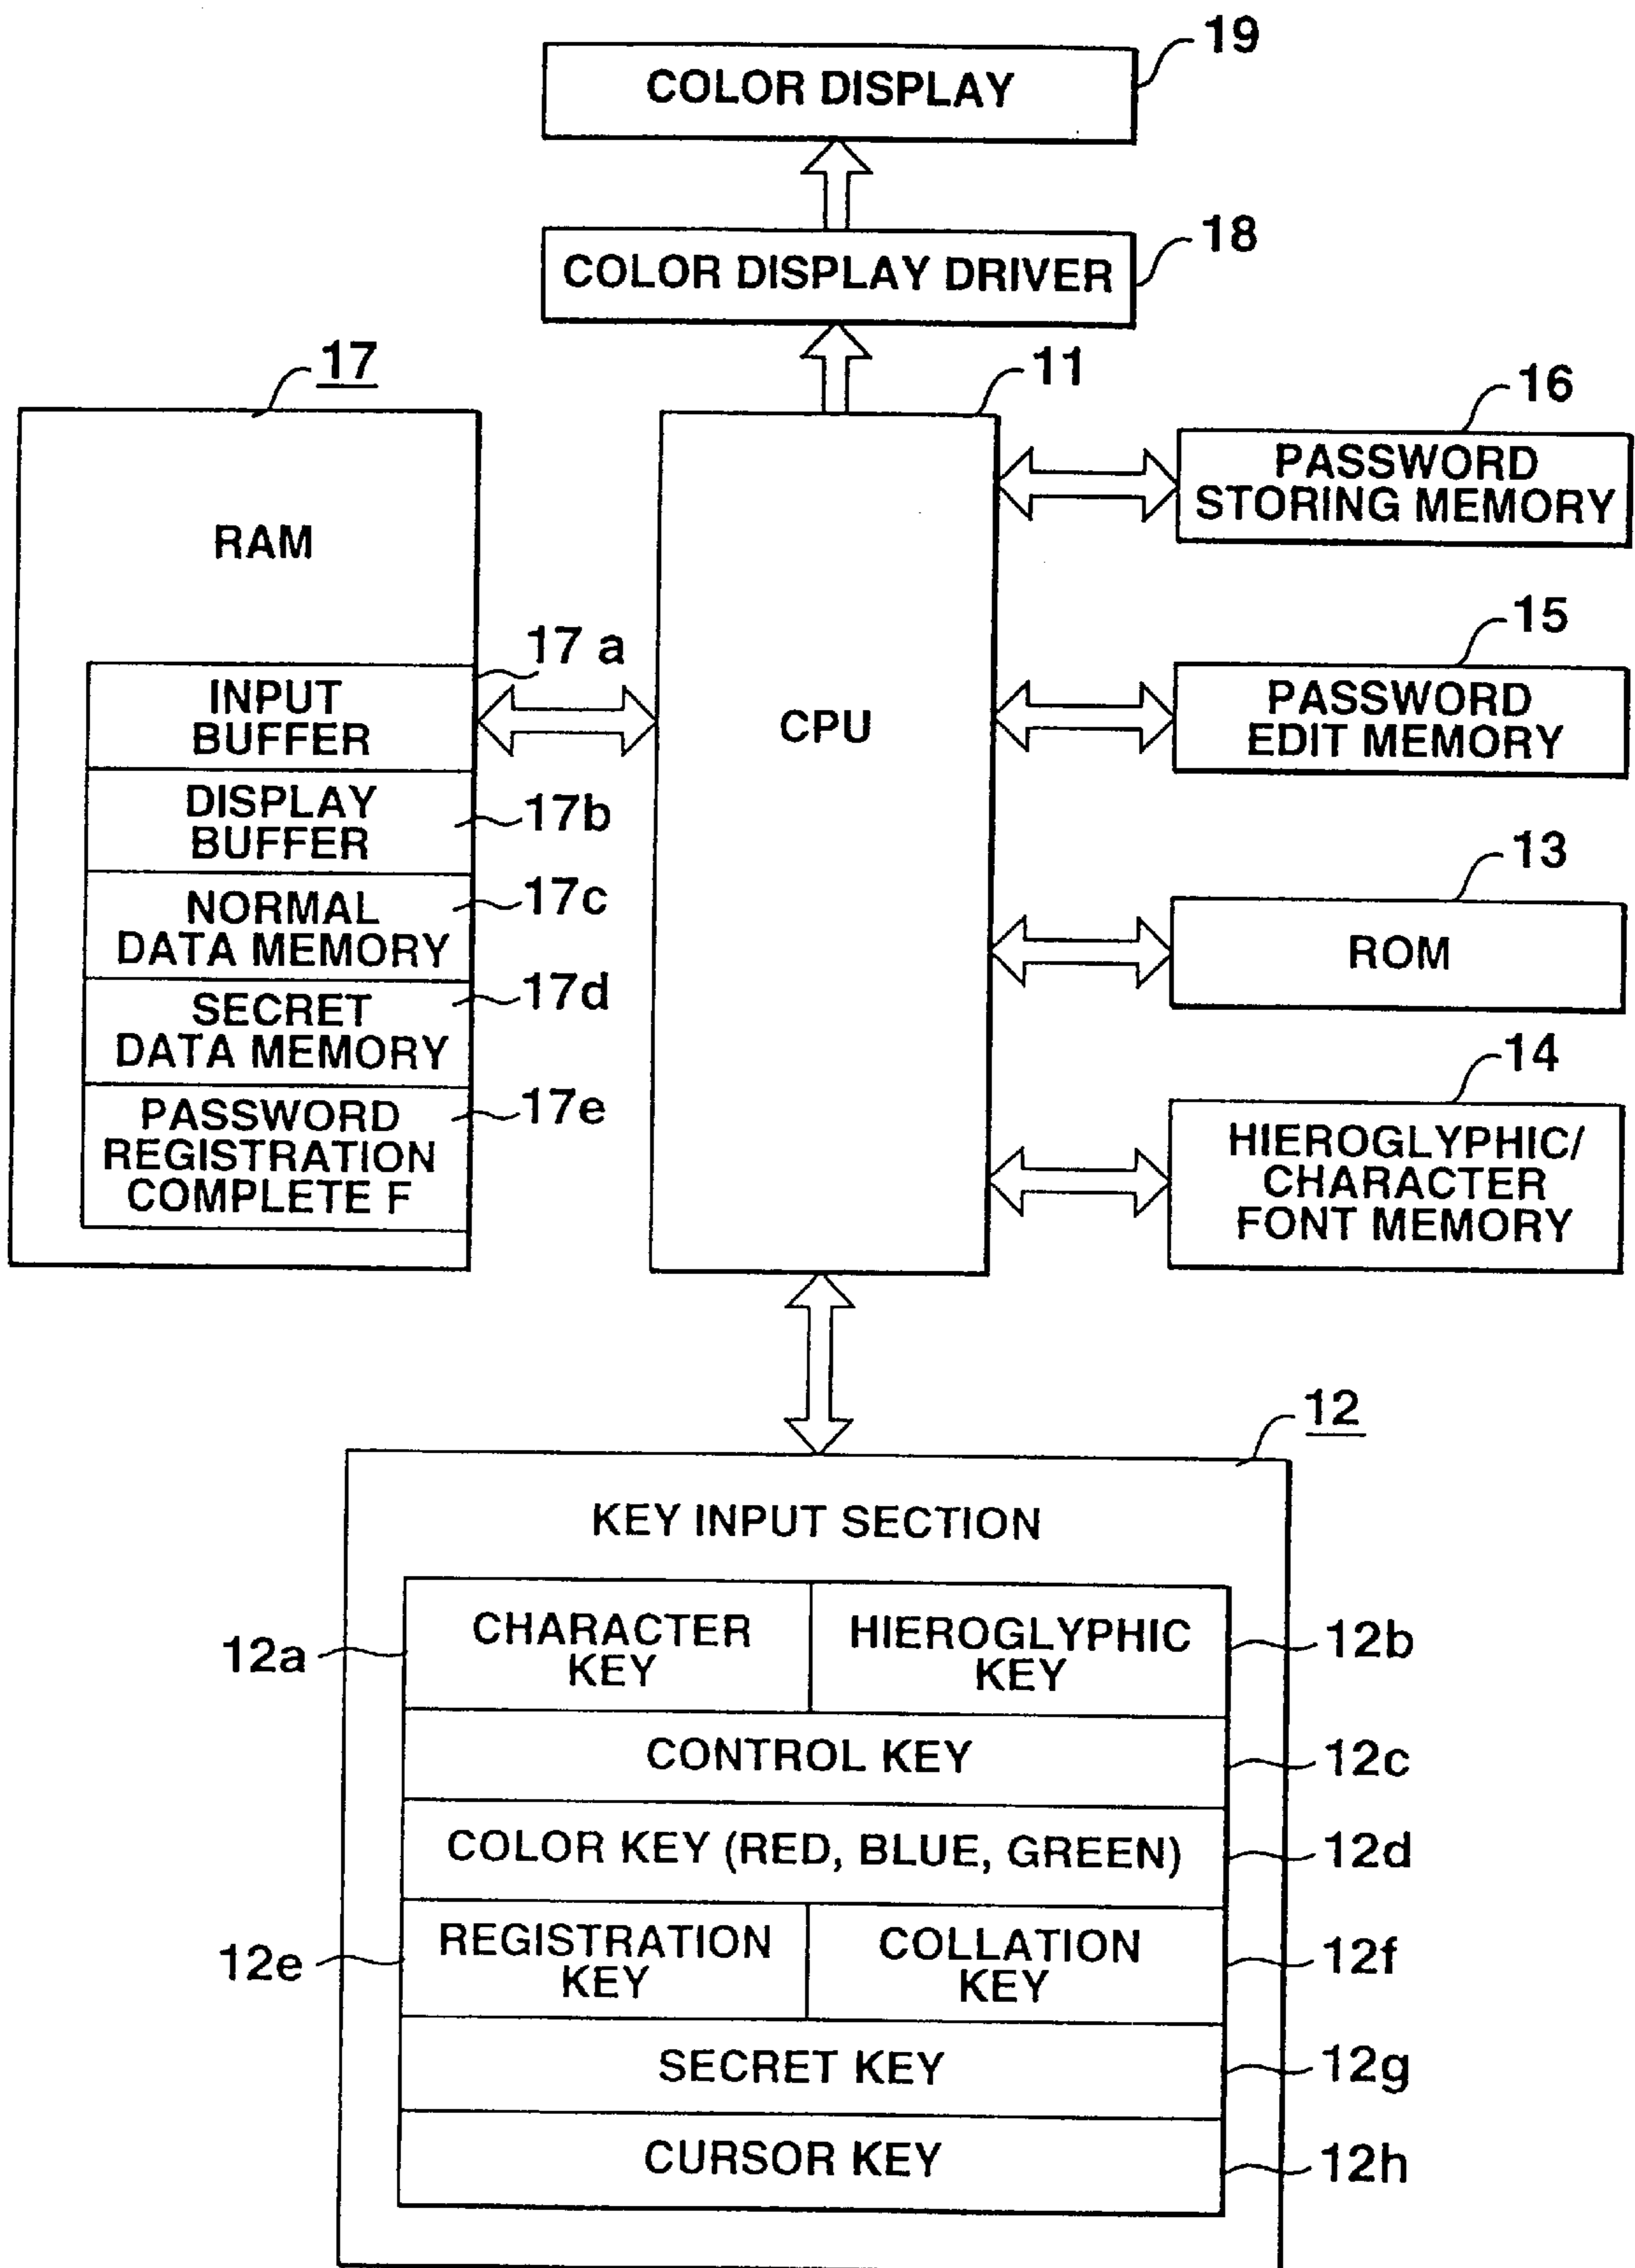 19
COLOR DISPLAY
18
COLOR DISPLAY DRIVER
17
11
16
PASSWORD
STORING MEMORY
RAM
15
17 a
INPUT
BUFFER
CPU
PASSWORD
EDIT MEMORY
DISPLAY
BUFFER
17b
13
NORMAL
DATA MEMORY
17c
ROM
SECRET
DATA MEMORY
17d
14
PASSWORD
REGISTRATION
COMPLETE F
17e
HIEROGLYPHIC/
CHARACTER
FONT MEMORY
12
KEY INPUT SECTION
12a
CHARACTER
KEY
HIEROGLYPHIC
KEY
12b
CONTROL KEY
12c
COLOR KEY (RED, BLUE, GREEN)
12d
12e
REGISTRATION
KEY
COLLATION
KEY
12f
SECRET KEY
12g
CURSOR KEY
12h